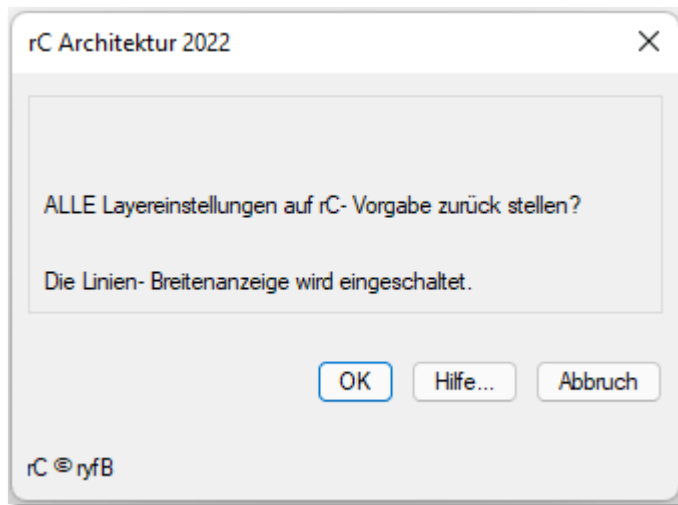 rC Architektur 2022
ALLE Layereinstellungen auf rC- Vorgabe zurück stellen?
Die Linien- Breitenanzeige wird eingeschaltet.
OK Hilfe... Abbruch
rC © ryfB